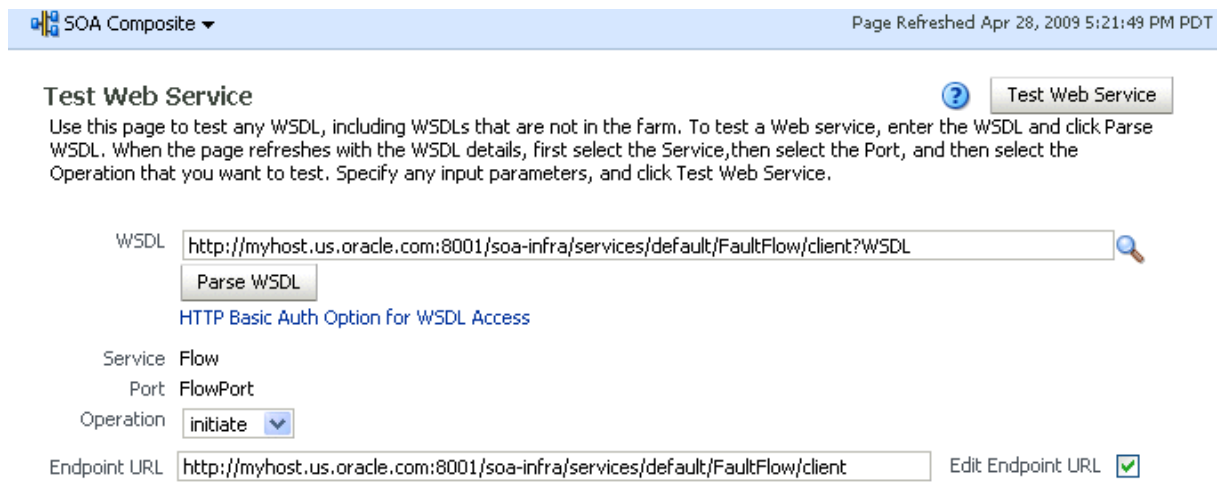 SOA Composite
Page Refreshed Apr 28, 2009 5:21:49 PM PDT
Test Web Service
Test Web Service
Use this page to test any WSDL, including WSDLs that are not in the farm. To test a Web service, enter the WSDL and click Parse
WSDL. When the page refreshes with the WSDL details, first select the Service,then select the Port, and then select the
Operation that you want to test. Specify any input parameters, and click Test Web Service.
WSDL http://myhost.us.oracle.com:8001/soa-infra/services/default/FaultFlow/client?WSDL
Parse WSDL
HTTP Basic Auth Option for WSDL Access
Service Flow
Port FlowPort
Operation initiate
Endpoint URL http://myhost.us.oracle.com:8001/soa-infra/services/default/FaultFlow/client Edit Endpoint URL